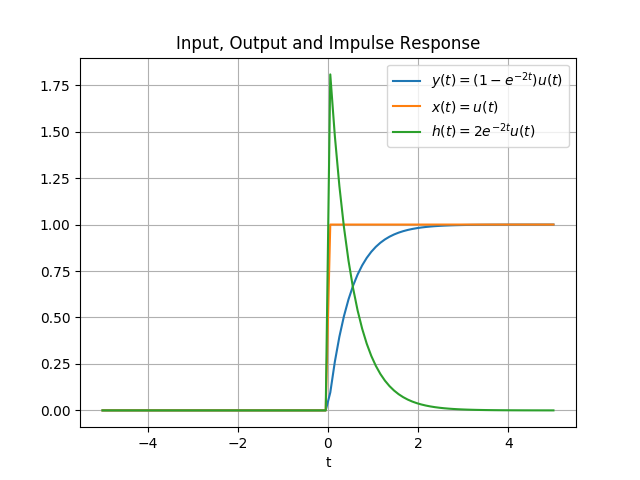 Input, Output and Impulse Response
y(t) = (1 − e^{−2t})u(t)
x(t) = u(t)
h(t) = 2e^{−2t}u(t)
1.75
1.50
1.25
1.00
0.75
0.50
0.25
0.00
−4 −2 0 2 4
t